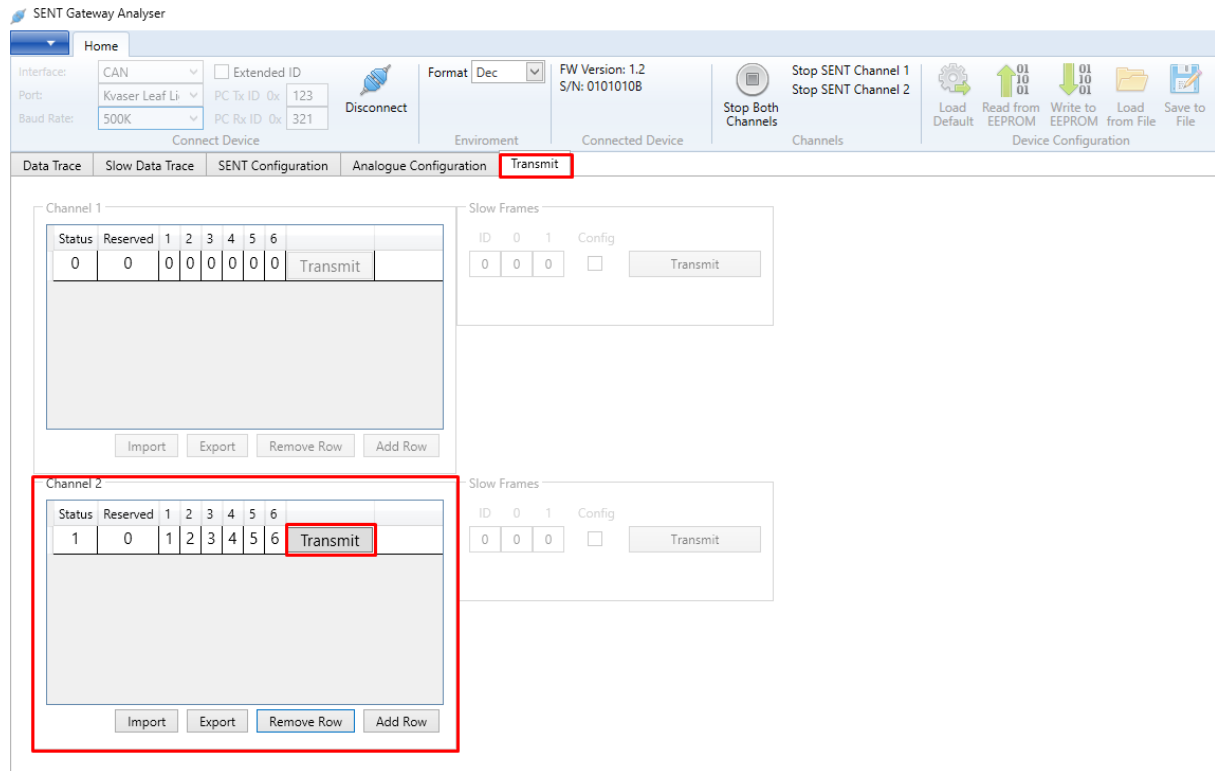 SENT Gateway Analyser
Home
Interface: CAN Extended ID
Port: Kvaser Leaf Li PC Tx ID 0x 123
Baud Rate: 500K PC Rx ID 0x 321
Disconnect
Connect Device
Format Dec
Enviroment
FW Version: 1.2
S/N: 0101010B
Connected Device
Stop Both
Channels
Stop SENT Channel 1
Stop SENT Channel 2
Channels
Load
Default
Read from
EEPROM
Write to
EEPROM
Load
from File
Save to
File
Device Configuration
Data Trace Slow Data Trace SENT Configuration Analogue Configuration Transmit
Channel 1
Status Reserved 1 2 3 4 5 6
0 0 0 0 0 0 0 0 Transmit
Import Export Remove Row Add Row
Slow Frames
ID 0 1 Config
0 0 0 Transmit
Channel 2
Status Reserved 1 2 3 4 5 6
1 0 1 2 3 4 5 6 Transmit
Import Export Remove Row Add Row
Slow Frames
ID 0 1 Config
0 0 0 Transmit